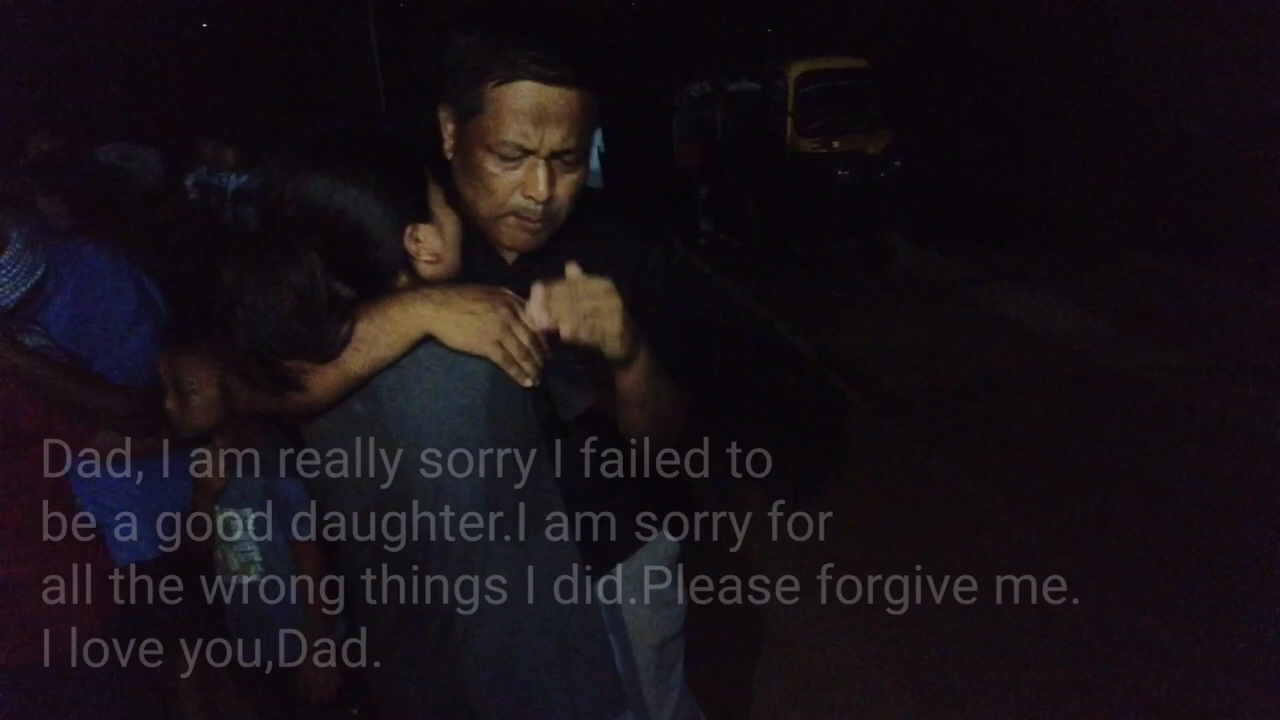 Dad, I am really sorry I failed to
be a good daughter.I am sorry for
all the wrong things I did.Please forgive me.
I love you,Dad.